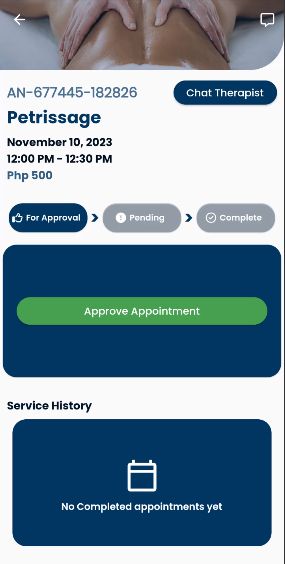 AN-677445-182826
Chat Therapist
Petrissage
November 10, 2023
12:00 PM - 12:30 PM
Php 500
For Approval
Pending
Complete
Approve Appointment
Service History
No Completed appointments yet